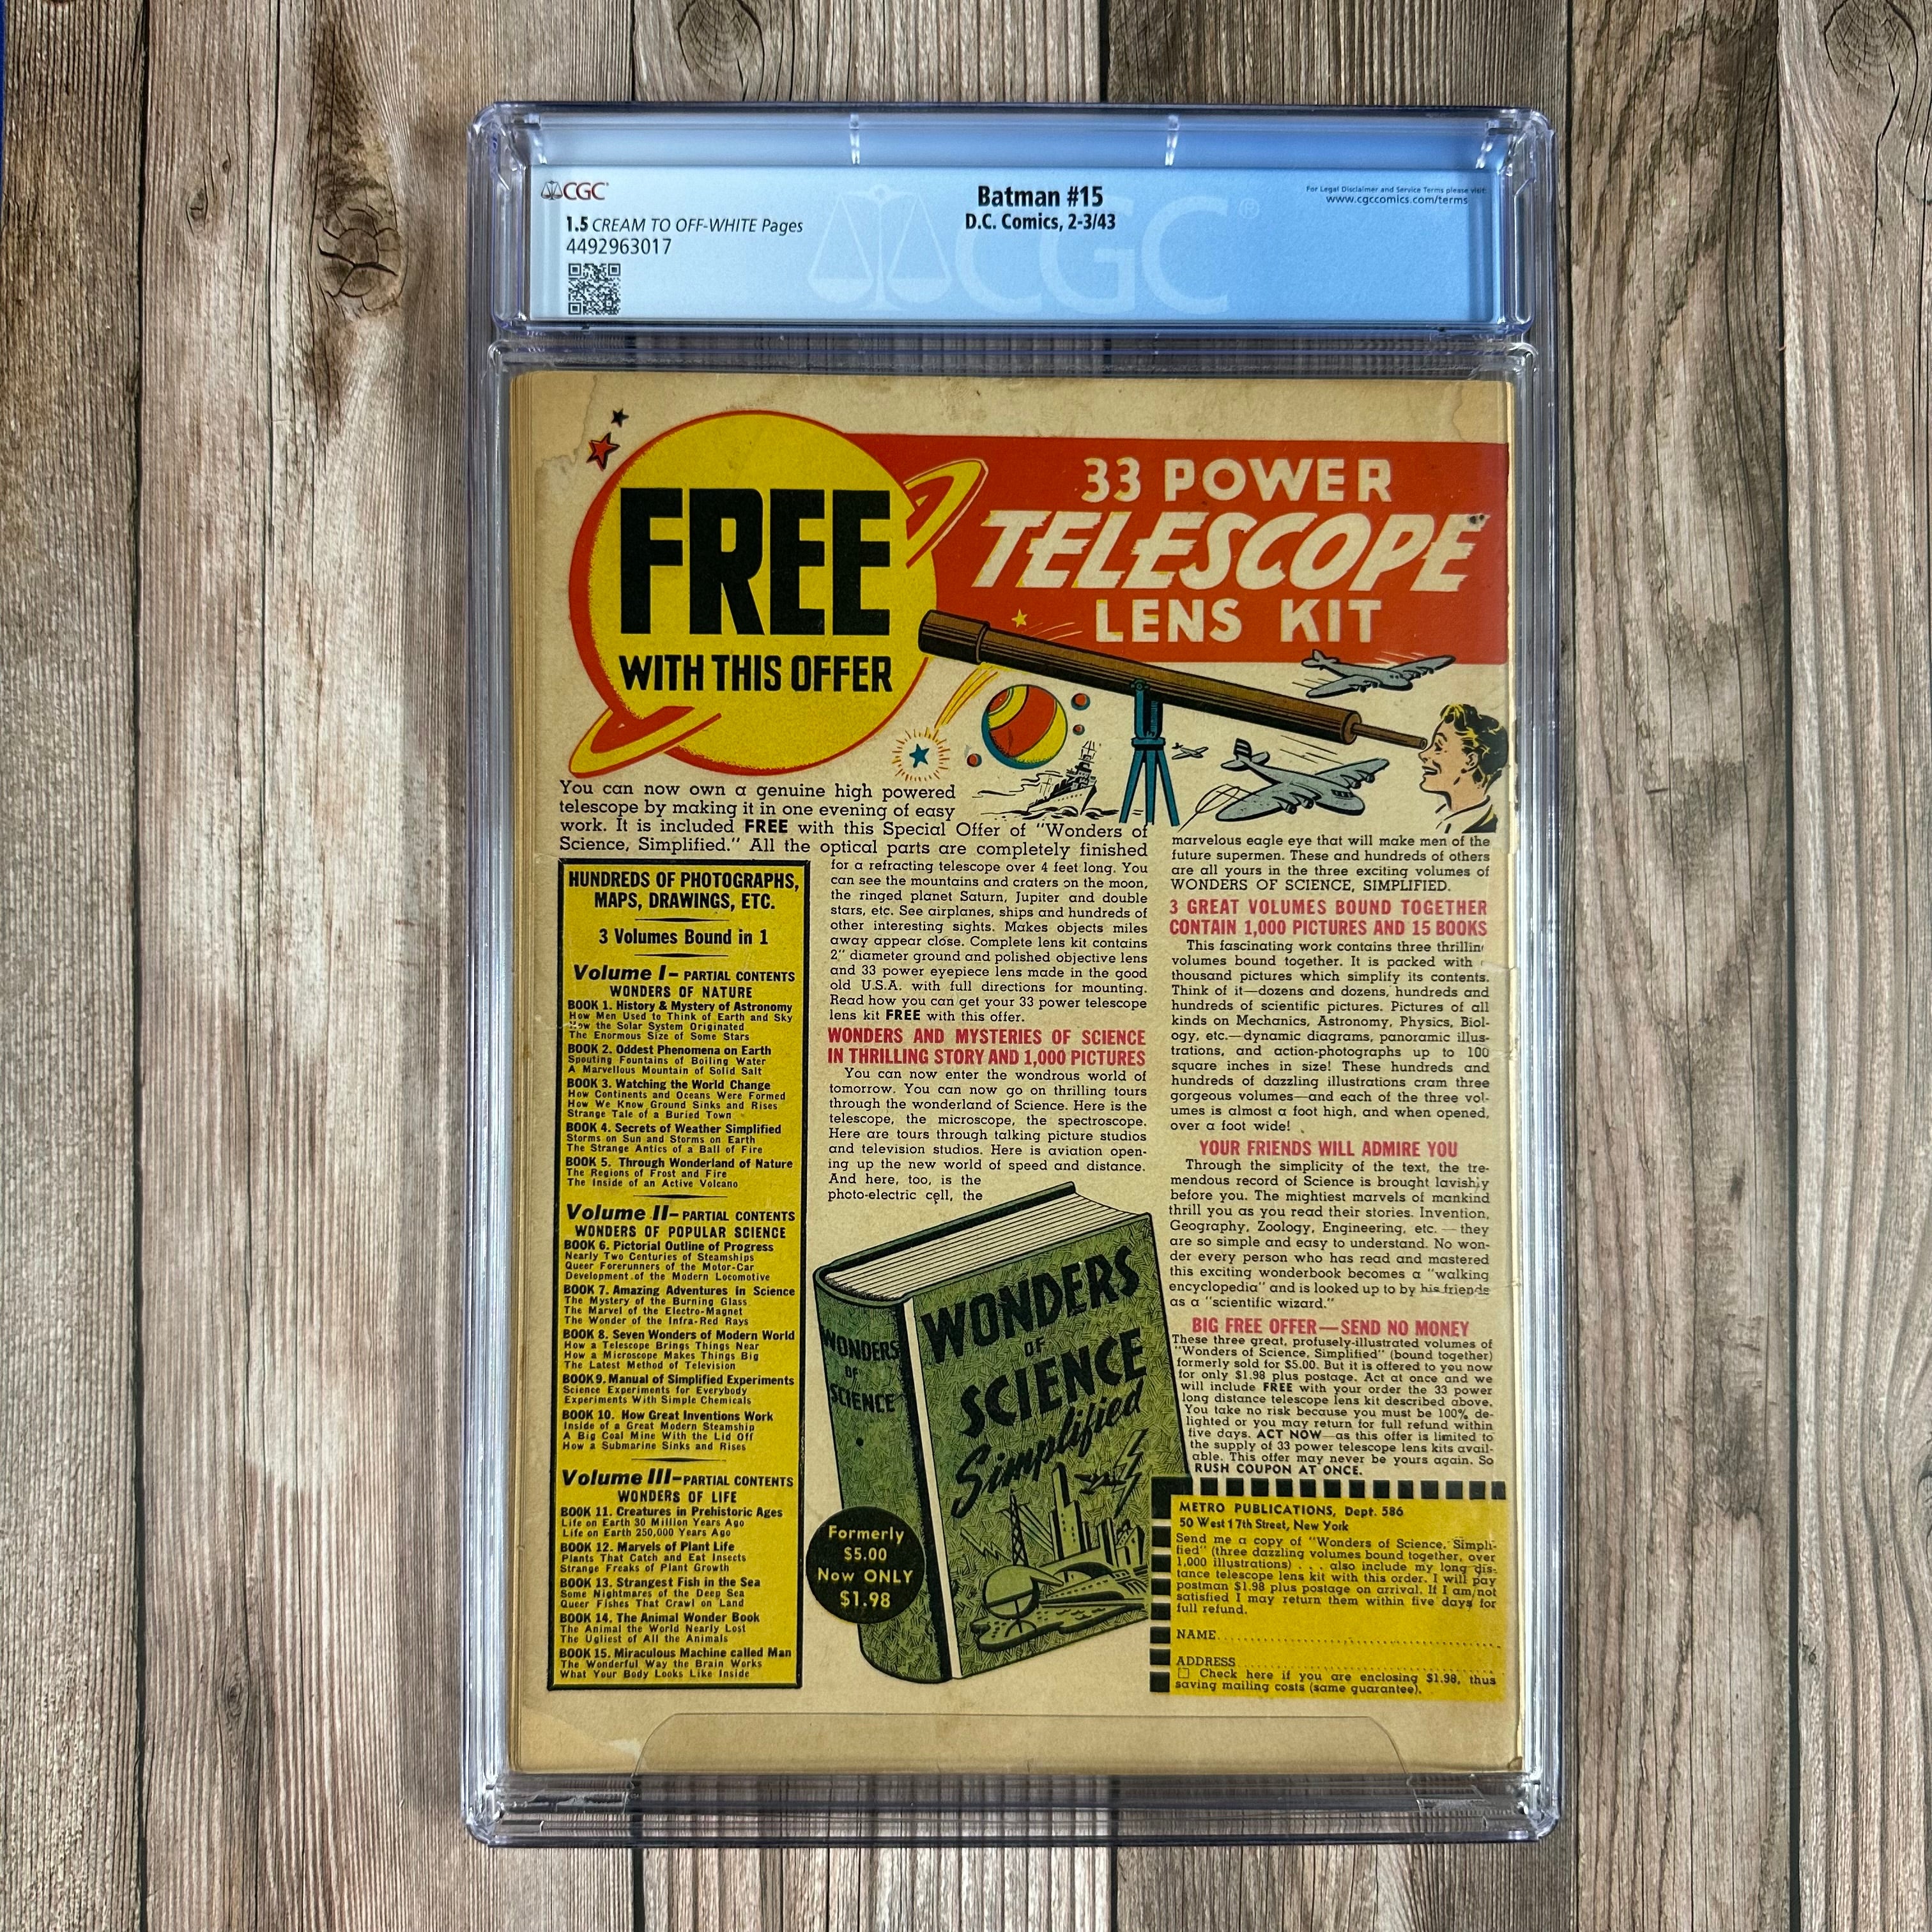 CGC
1.5 CREAM TO OFF-WHITE Pages
4492963017
Batman #15
D.C. Comics, 2-3/43
CGC®
For Legal Disclaimer and Service Terms please visit:
www.cgccomics.com/terms
FREE
WITH THIS OFFER
33 POWER
TELESCOPE
LENS KIT
You can now own a genuine high powered
telescope by making it in one evening of easy
work. It is included FREE with this Special Offer of "Wonders of
Science, Simplified." All the optical parts are completely finished
HUNDREDS OF PHOTOGRAPHS,
MAPS, DRAWINGS, ETC.
3 Volumes Bound in 1
Volume I— PARTIAL CONTENTS
WONDERS OF NATURE
BOOK 1. History & Mystery of Astronomy
How Men Used to Think of Earth and Sky
How the Solar System Originated
The Enormous Size of Some Stars
BOOK 2. Oddest Phenomena on Earth
Spouting Fountains of Boiling Water
A Marvellous Mountain of Solid Salt
BOOK 3. Watching the World Change
How Continents and Oceans Were Formed
How We Know Ground Sinks and Rises
Strange Tale of a Buried Town
BOOK 4. Secrets of Weather Simplified
Storms on Sun and Storms on Earth
The Strange Antics of a Ball of Fire
BOOK 5. Through Wonderland of Nature
The Regions of Frost and Fire
The Inside of an Active Volcano
Volume II— PARTIAL CONTENTS
WONDERS OF POPULAR SCIENCE
BOOK 6. Pictorial Outline of Progress
Nearly Two Centuries of Steamships
Queer Forerunners of the Motor-Car
Development of the Modern Locomotive
BOOK 7. Amazing Adventures in Science
The Mystery of the Burning Glass
The Marvel of the Electro-Magnet
The Wonder of the Infra-Red Rays
BOOK 8. Seven Wonders of Modern World
How a Telescope Brings Things Near
How a Microscope Makes Things Big
The Latest Method of Television
BOOK 9. Manual of Simplified Experiments
Science Experiments for Everybody
Experiments With Simple Chemicals
BOOK 10. How Great Inventions Work
Inside of a Great Modern Steamship
A Big Coal Mine With the Lid Off
How a Submarine Sinks and Rises
Volume III—PARTIAL CONTENTS
WONDERS OF LIFE
BOOK 11. Creatures in Prehistoric Ages
Life on Earth 30 Million Years Ago
Life on Earth 250,000 Years Ago
BOOK 12. Marvels of Plant Life
Plants That Catch and Eat Insects
Strange Freaks of Plant Growth
BOOK 13. Strangest Fish in the Sea
Some Nightmares of the Deep Sea
Queer Fishes That Crawl on Land
BOOK 14. The Animal Wonder Book
The Animal the World Nearly Lost
The Ugliest of All the Animals
BOOK 15. Miraculous Machine called Man
The Wonderful Way the Brain Works
What Your Body Looks Like Inside
for a refracting telescope over 4 feet long. You
can see the mountains and craters on the moon,
the ringed planet Saturn, Jupiter and double
stars, etc. See airplanes, ships and hundreds of
other interesting sights. Makes objects miles
away appear close. Complete lens kit contains
2" diameter ground and polished objective lens
and 33 power eyepiece lens made in the good
old U.S.A. with full directions for mounting.
Read how you can get your 33 power telescope
lens kit FREE with this offer.
WONDERS AND MYSTERIES OF SCIENCE
IN THRILLING STORY AND 1,000 PICTURES
You can now enter the wondrous world of
tomorrow. You can now go on thrilling tours
through the wonderland of Science. Here is the
telescope, the microscope, the spectroscope.
Here are tours through talking picture studios
and television studios. Here is aviation open-
ing up the new world of speed and distance.
And here, too, is the
photo-electric cell, the
WONDERS
OF
SCIENCE
WONDERS
OF
SCIENCE
Simplified
Formerly
$5.00
Now ONLY
$1.98
marvelous eagle eye that will make men of the
future supermen. These and hundreds of others
are all yours in the three exciting volumes of
WONDERS OF SCIENCE, SIMPLIFIED.
3 GREAT VOLUMES BOUND TOGETHER
CONTAIN 1,000 PICTURES AND 15 BOOKS
This fascinating work contains three thrillin
volumes bound together. It is packed with
thousand pictures which simplify its contents.
Think of it—dozens and dozens, hundreds and
hundreds of scientific pictures. Pictures of all
kinds on Mechanics, Astronomy, Physics, Biol-
ogy, etc.—dynamic diagrams, panoramic illus-
trations, and action-photographs up to 100
square inches in size! These hundreds and
hundreds of dazzling illustrations cram three
gorgeous volumes—and each of the three vol-
umes is almost a foot high, and when opened,
over a foot wide!
YOUR FRIENDS WILL ADMIRE YOU
Through the simplicity of the text, the tre-
mendous record of Science is brought lavishly
before you. The mightiest marvels of mankind
thrill you as you read their stories. Invention,
Geography, Zoology, Engineering, etc. — they
are so simple and easy to understand. No won-
der every person who has read and mastered
this exciting wonderbook becomes a "walking
encyclopedia" and is looked up to by his friends
as a "scientific wizard."
BIG FREE OFFER—SEND NO MONEY
These three great, profusely-illustrated volumes of
"Wonders of Science, Simplified" (bound together)
formerly sold for $5.00. But it is offered to you now
for only $1.98 plus postage. Act at once and we
will include FREE with your order the 33 power
long distance telescope lens kit described above.
You take no risk because you must be 100% de-
lighted or you may return for full refund within
five days. ACT NOW—as this offer is limited to
the supply of 33 power telescope lens kits avail-
able. This offer may never be yours again. So
RUSH COUPON AT ONCE.
METRO PUBLICATIONS, Dept. 586
50 West 17th Street, New York
Send me a copy of "Wonders of Science, Simpli-
fied" (three dazzling volumes bound together, over
1,000 illustrations) . . . also include my long dis-
tance telescope lens kit with this order. I will pay
postman $1.98 plus postage on arrival. If I am not
satisfied I may return them within five days for
full refund.
NAME
ADDRESS
Check here if you are enclosing $1.98, thus
saving mailing costs (same guarantee).